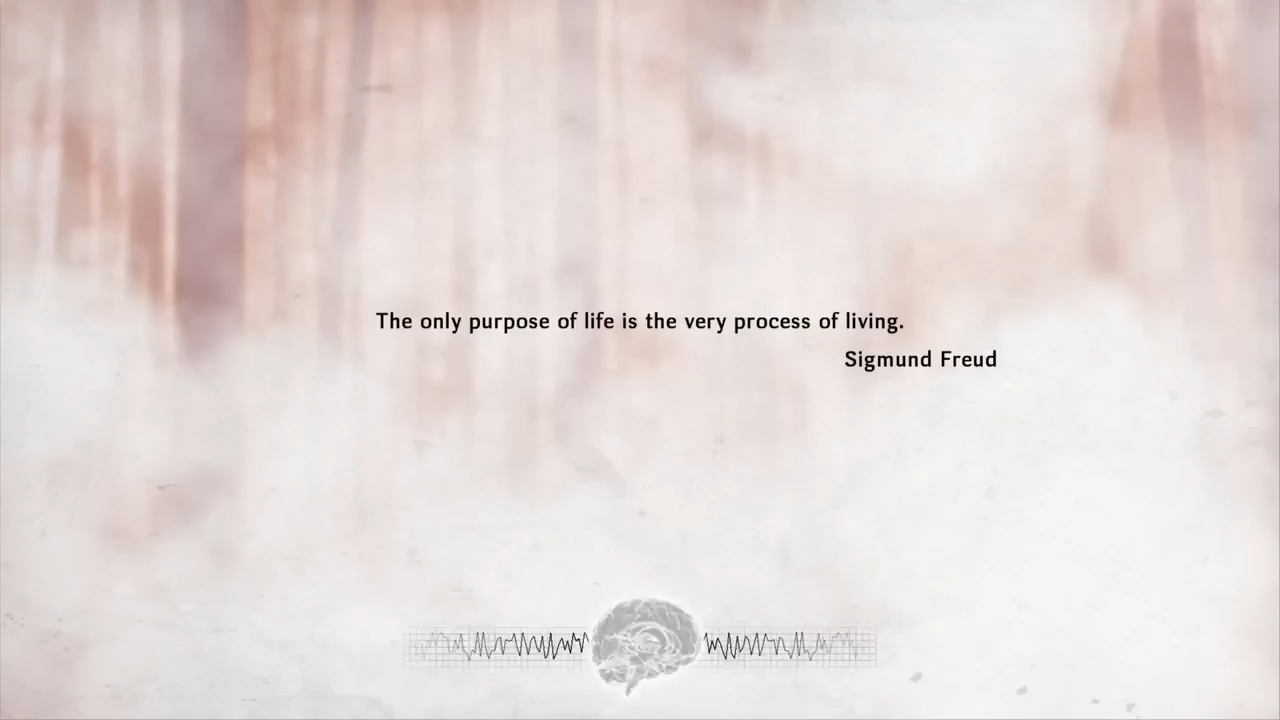 The only purpose of life is the very process of living.
Sigmund Freud